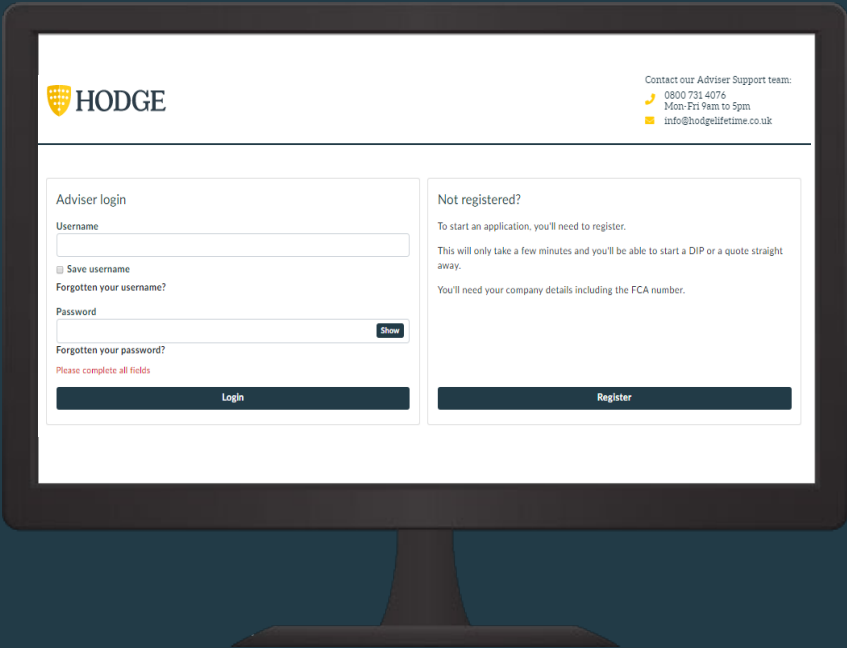 HODGE
Contact our Adviser Support team:
0800 731 4076
Mon-Fri 9am to 5pm
info@hodgelifetime.co.uk
Adviser login
Username
Save username
Forgotten your username?
Password
Show
Forgotten your password?
Please complete all fields
Login
Not registered?
To start an application, you'll need to register.
This will only take a few minutes and you'll be able to start a DIP or a quote straight
away.
You'll need your company details including the FCA number.
Register